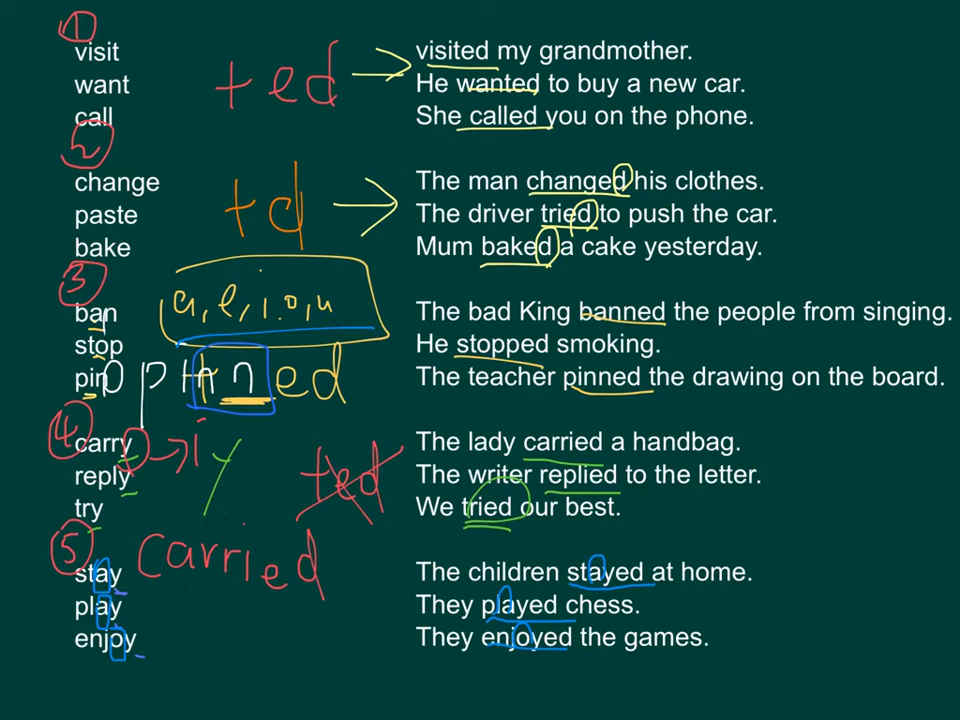 ①
visit visited my grandmother.
want +ed → He wanted to buy a new car.
call She called you on the phone.
②
change The man changed his clothes.
paste +d → The driver tried to push the car.
bake Mum baked a cake yesterday.
③
ban a, e, i, o, u The bad King banned the people from singing.
stop He stopped smoking.
pin pinned The teacher pinned the drawing on the board.
④
carry → i The lady carried a handbag.
reply y +ed The writer replied to the letter.
try We tried our best.
⑤ carried
stay The children stayed at home.
play They played chess.
enjoy They enjoyed the games.